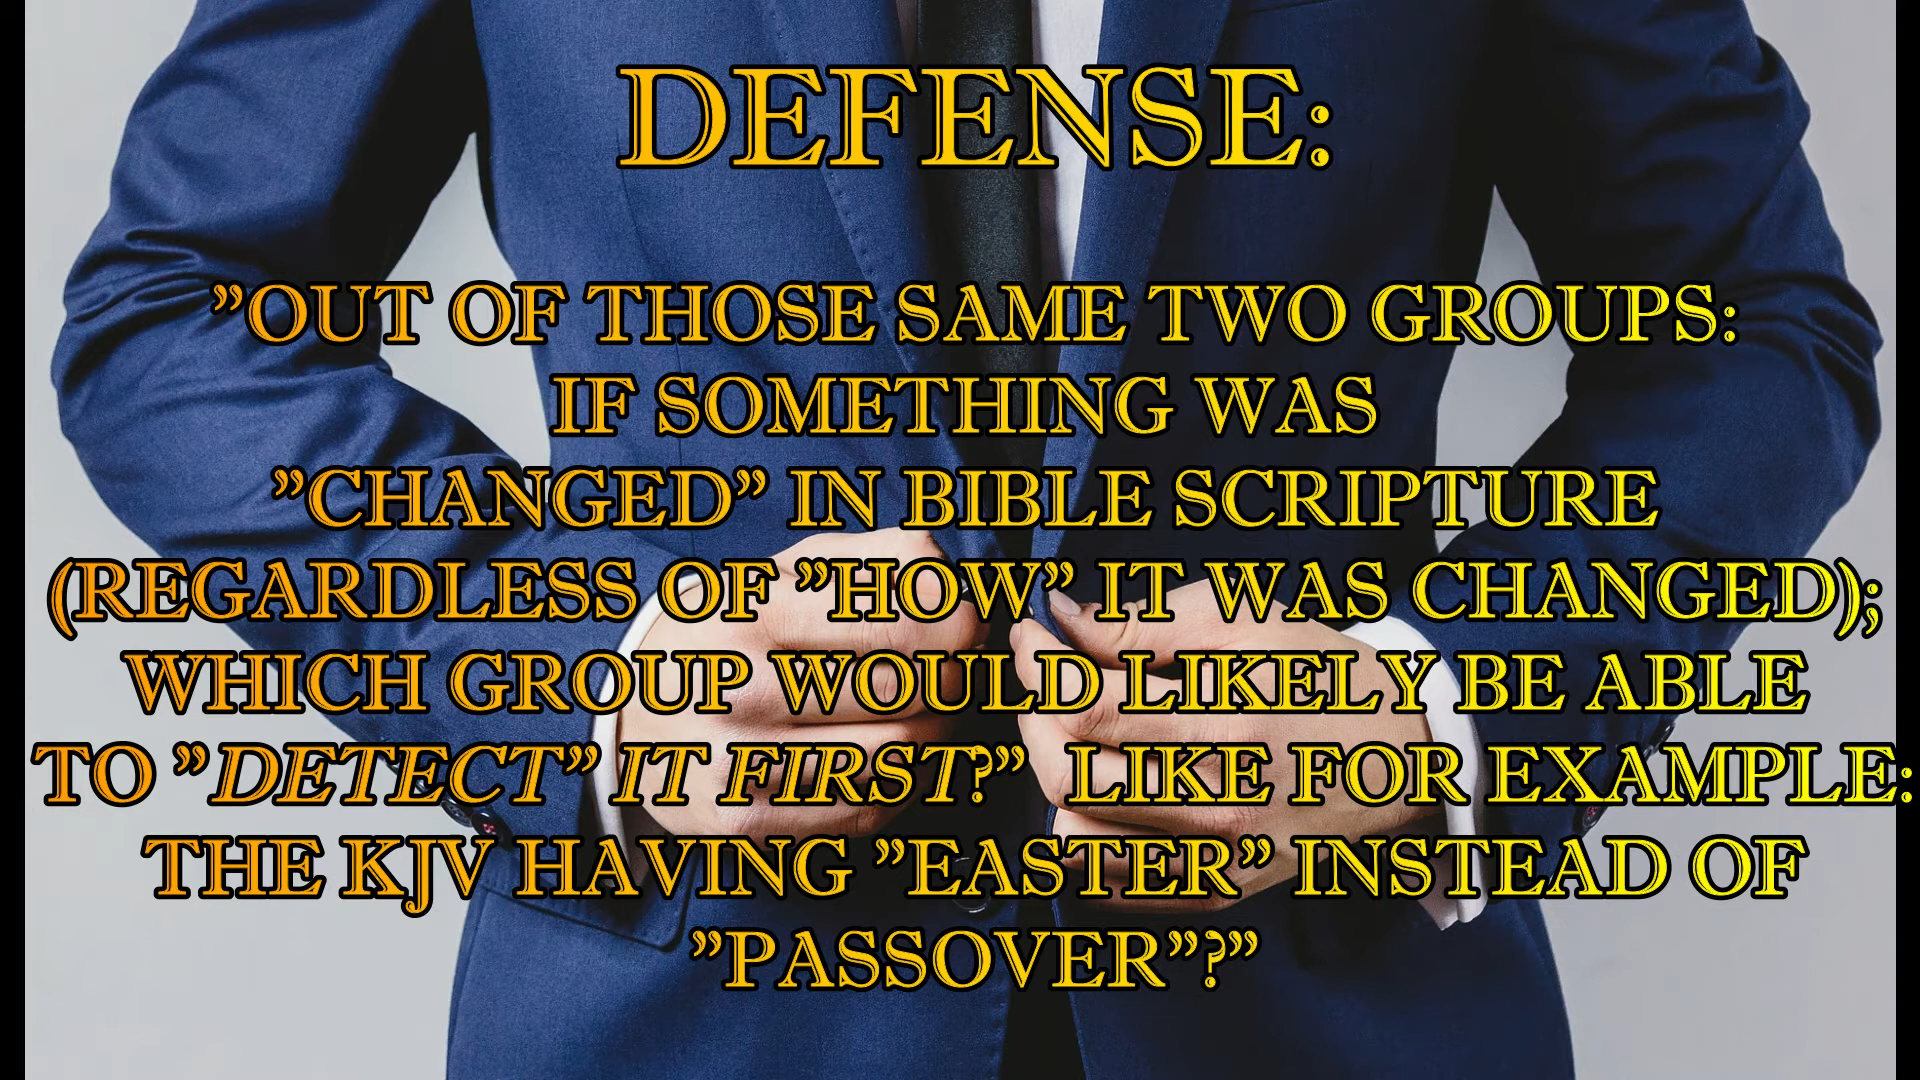 DEFENSE:
”OUT OF THOSE SAME TWO GROUPS:
IF SOMETHING WAS
”CHANGED” IN BIBLE SCRIPTURE
(REGARDLESS OF ”HOW” IT WAS CHANGED);
WHICH GROUP WOULD LIKELY BE ABLE
TO ”DETECT” IT FIRST?” LIKE FOR EXAMPLE:
THE KJV HAVING ”EASTER” INSTEAD OF
”PASSOVER”?”